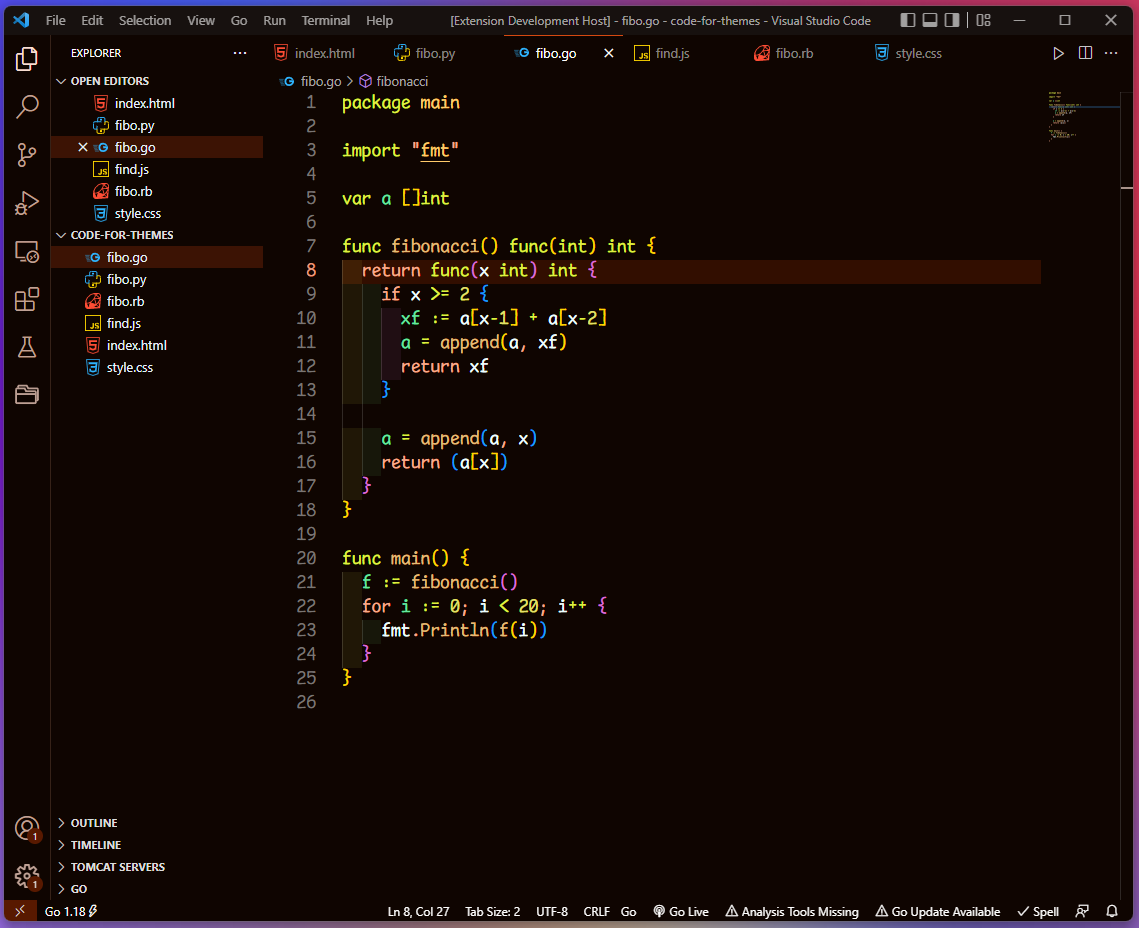 File Edit Selection View Go Run Terminal Help [Extension Development Host] - fibo.go - code-for-themes - Visual Studio Code
EXPLORER
OPEN EDITORS
index.html
fibo.py
fibo.go
find.js
fibo.rb
style.css
CODE-FOR-THEMES
fibo.go
fibo.py
fibo.rb
find.js
index.html
style.css
OUTLINE
TIMELINE
TOMCAT SERVERS
GO
1
1
index.html fibo.py fibo.go find.js fibo.rb style.css
fibo.go > fibonacci
1 package main
2
3 import "fmt"
4
5 var a []int
6
7 func fibonacci() func(int) int {
8 return func(x int) int {
9 if x >= 2 {
10 xf := a[x-1] + a[x-2]
11 a = append(a, xf)
12 return xf
13 }
14
15 a = append(a, x)
16 return (a[x])
17 }
18 }
19
20 func main() {
21 f := fibonacci()
22 for i := 0; i < 20; i++ {
23 fmt.Println(f(i))
24 }
25 }
26
Go 1.18 Ln 8, Col 27 Tab Size: 2 UTF-8 CRLF Go Go Live Analysis Tools Missing Go Update Available Spell